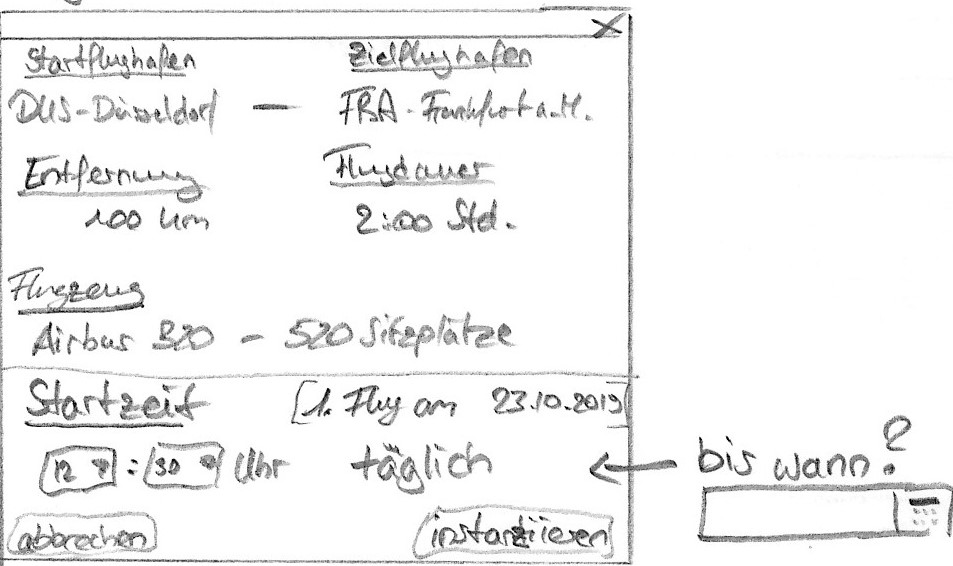 X
Startflughafen Zielflughafen
DUS-Düsseldorf — FRA-Frankfurt a.M.
Entfernung Flugdauer
100 km 2:00 Std.
Flugzeug
Airbus 320 - 520 Sitzplätze
Startzeit [1. Flug am 23.10.2019]
12 : 30 Uhr täglich ← bis wann?
abbrechen instanziieren